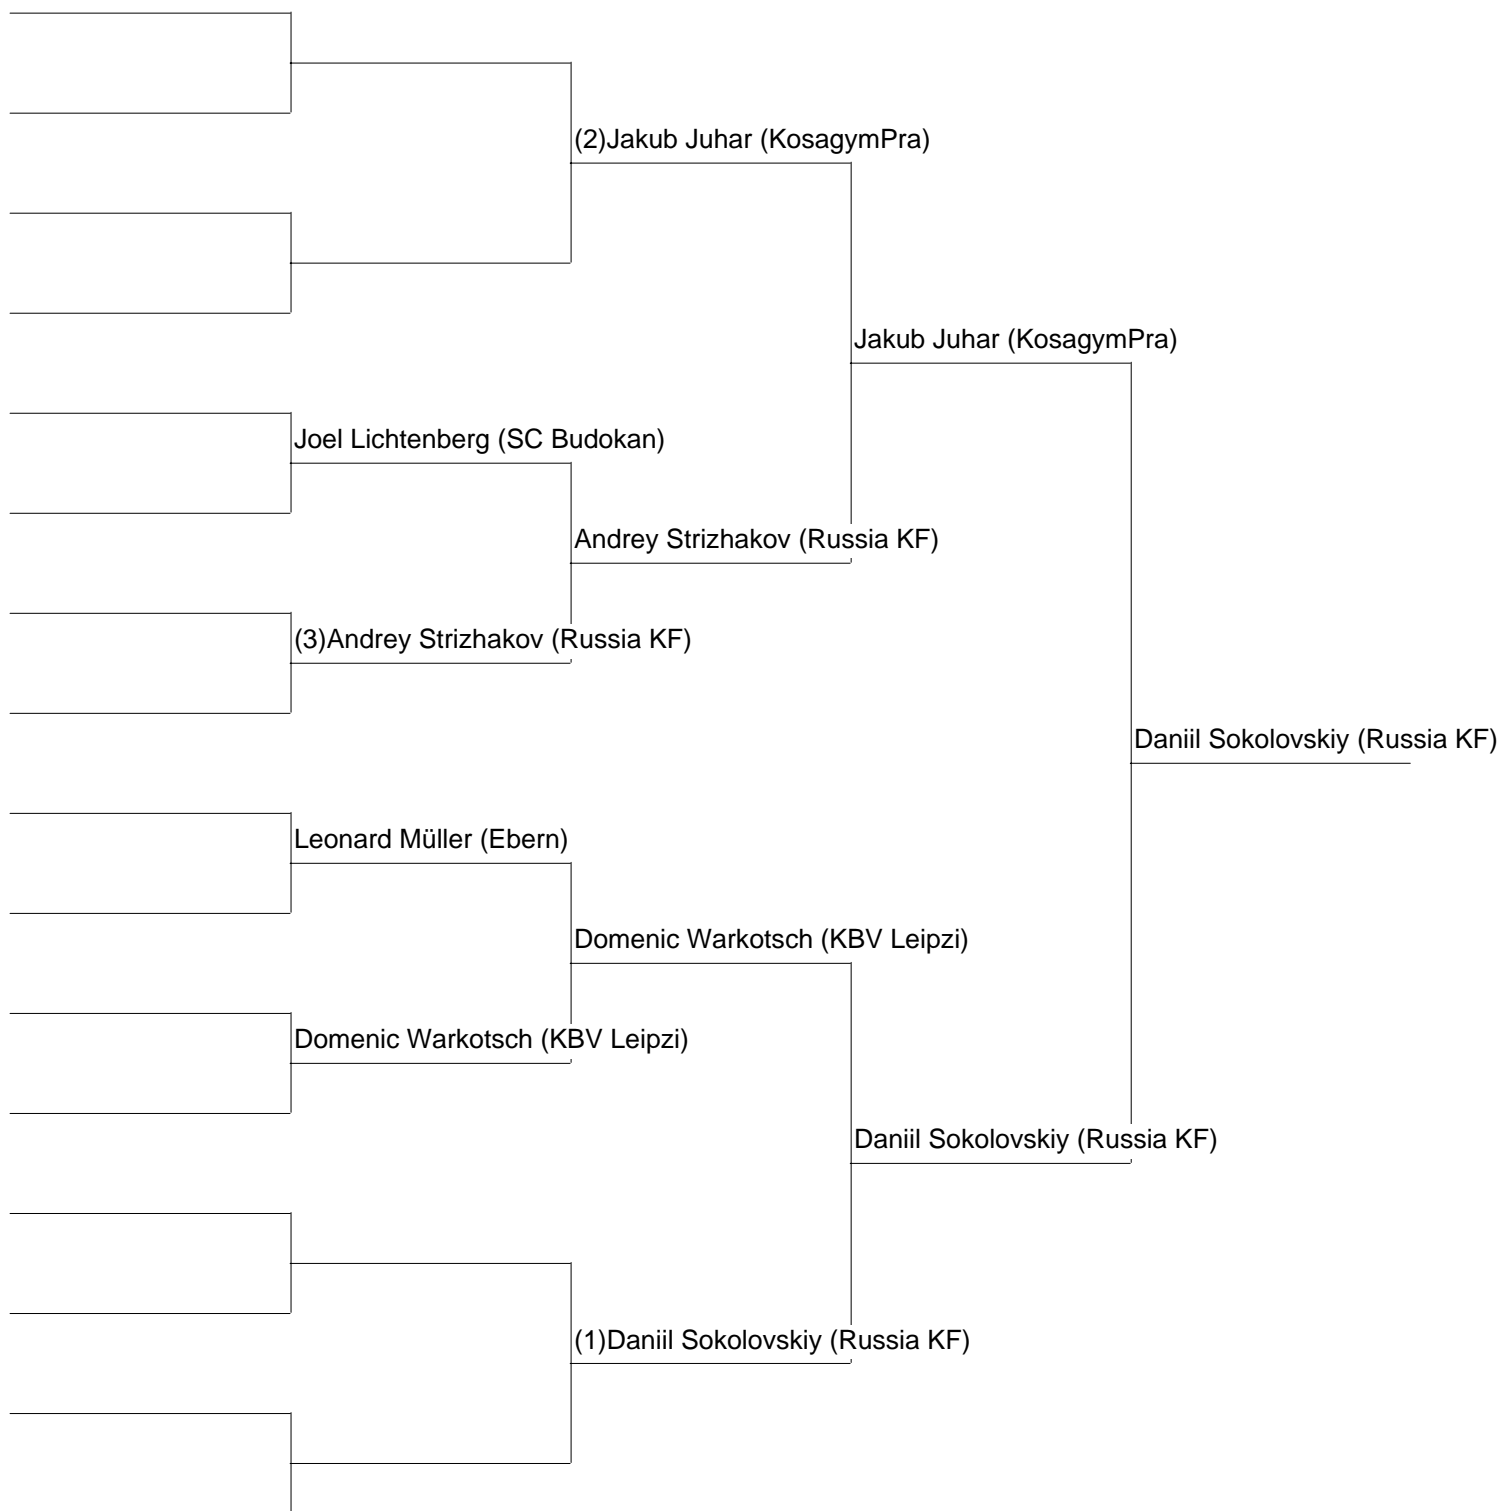 (2)Jakub Juhar (KosagymPra)
Jakub Juhar (KosagymPra)
Joel Lichtenberg (SC Budokan)
Andrey Strizhakov (Russia KF)
(3)Andrey Strizhakov (Russia KF)
Daniil Sokolovskiy (Russia KF)
Leonard Müller (Ebern)
Domenic Warkotsch (KBV Leipzi)
Domenic Warkotsch (KBV Leipzi)
Daniil Sokolovskiy (Russia KF)
(1)Daniil Sokolovskiy (Russia KF)